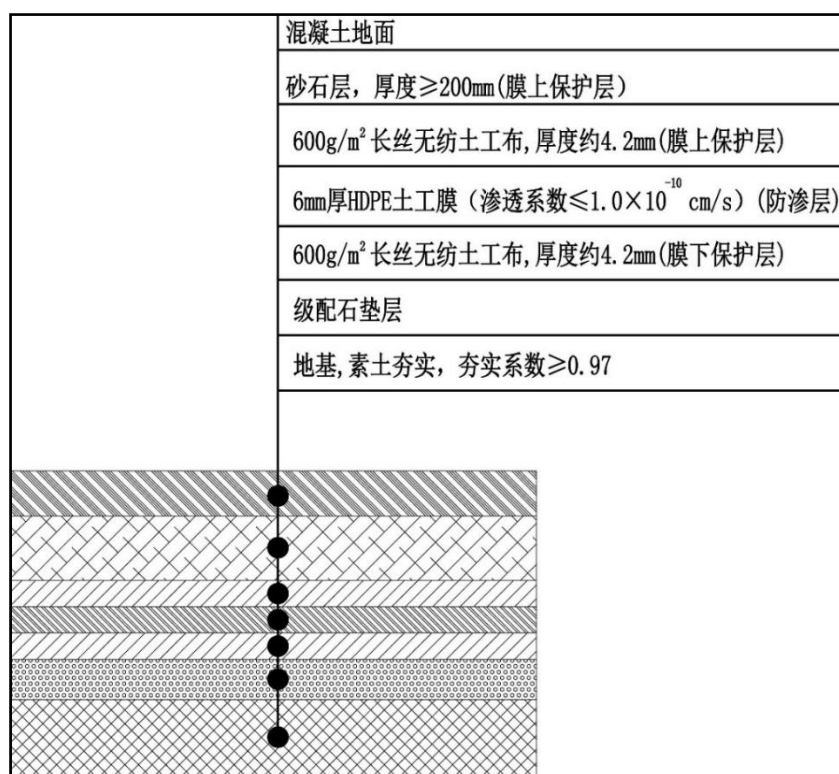 混凝土地面
砂石层，厚度≥200mm(膜上保护层)
600g/m² 长丝无纺土工布,厚度约4.2mm(膜上保护层)
6mm厚HDPE土工膜（渗透系数≤1.0×10⁻¹⁰ cm/s）(防渗层)
600g/m² 长丝无纺土工布,厚度约4.2mm(膜下保护层)
级配石垫层
地基,素土夯实，夯实系数≥0.97